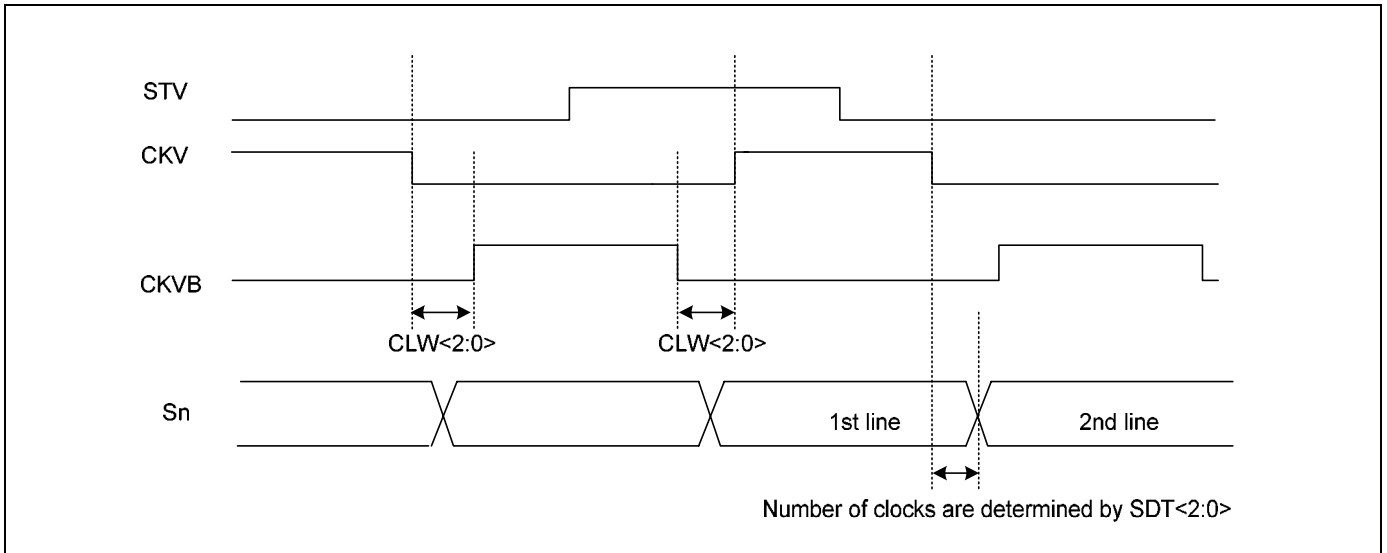 STV
CKV
CKVB
CLW<2:0> CLW<2:0>
Sn
1st line 2nd line
Number of clocks are determined by SDT<2:0>